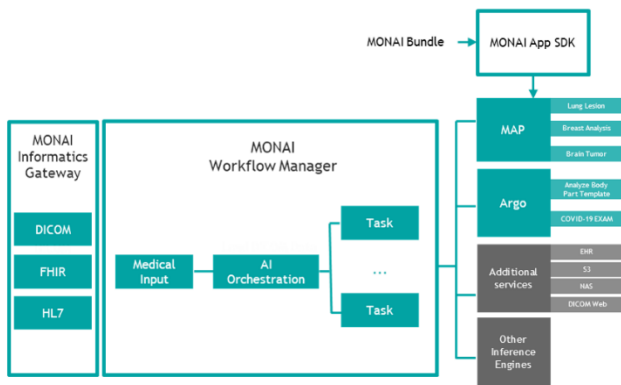 MONAI Bundle
MONAI App SDK
MONAI
Informatics
Gateway
DICOM
FHIR
HL7
MONAI
Workflow Manager
Medical
Input
AI
Orchestration
Task
...
Task
MAP
Lung Lesion
Breast Analysis
Brain Tumor
Argo
Analyze Body
Part Template
COVID-19 EXAM
Additional
services
EHR
S3
NAS
DICOM Web
Other
Inference
Engines